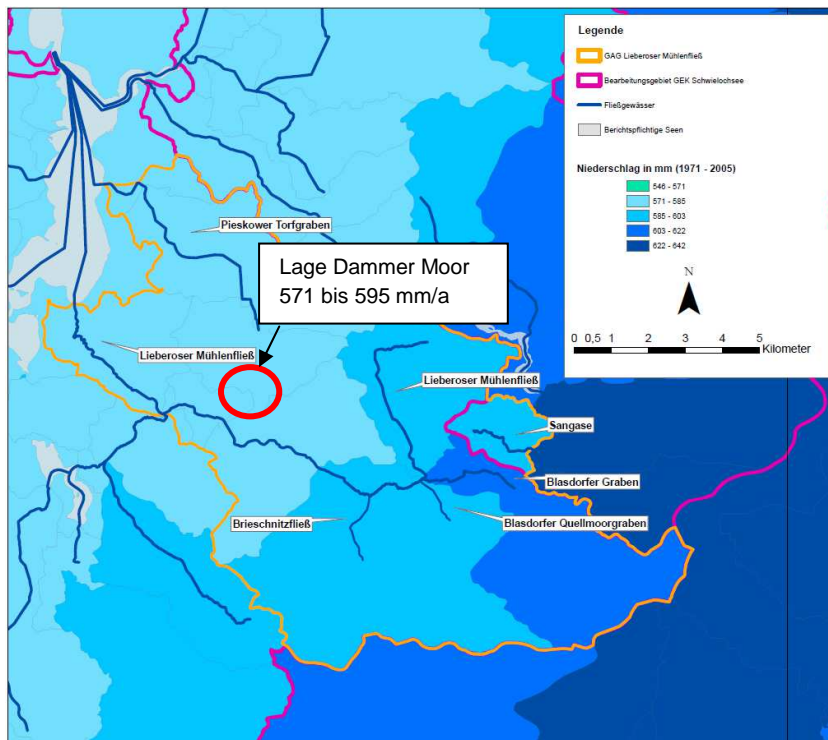 Legende
GAG Lieberoser Mühlenfließ
Bearbeitungsgebiet GEK Schwielochsee
Fließgewässer
Berichtspflichtige Seen
Niederschlag in mm (1971 - 2005)
546 - 571
571 - 585
585 - 603
603 - 622
622 - 642
N
0 0,5 1 2 3 4 5
Kilometer
Pieskower Torfgraben
Lage Dammer Moor
571 bis 595 mm/a
Lieberoser Mühlenfließ
Lieberoser Mühlenfließ
Sangase
Blasdorfer Graben
Brieschnitzfließ
Blasdorfer Quellmoorgraben